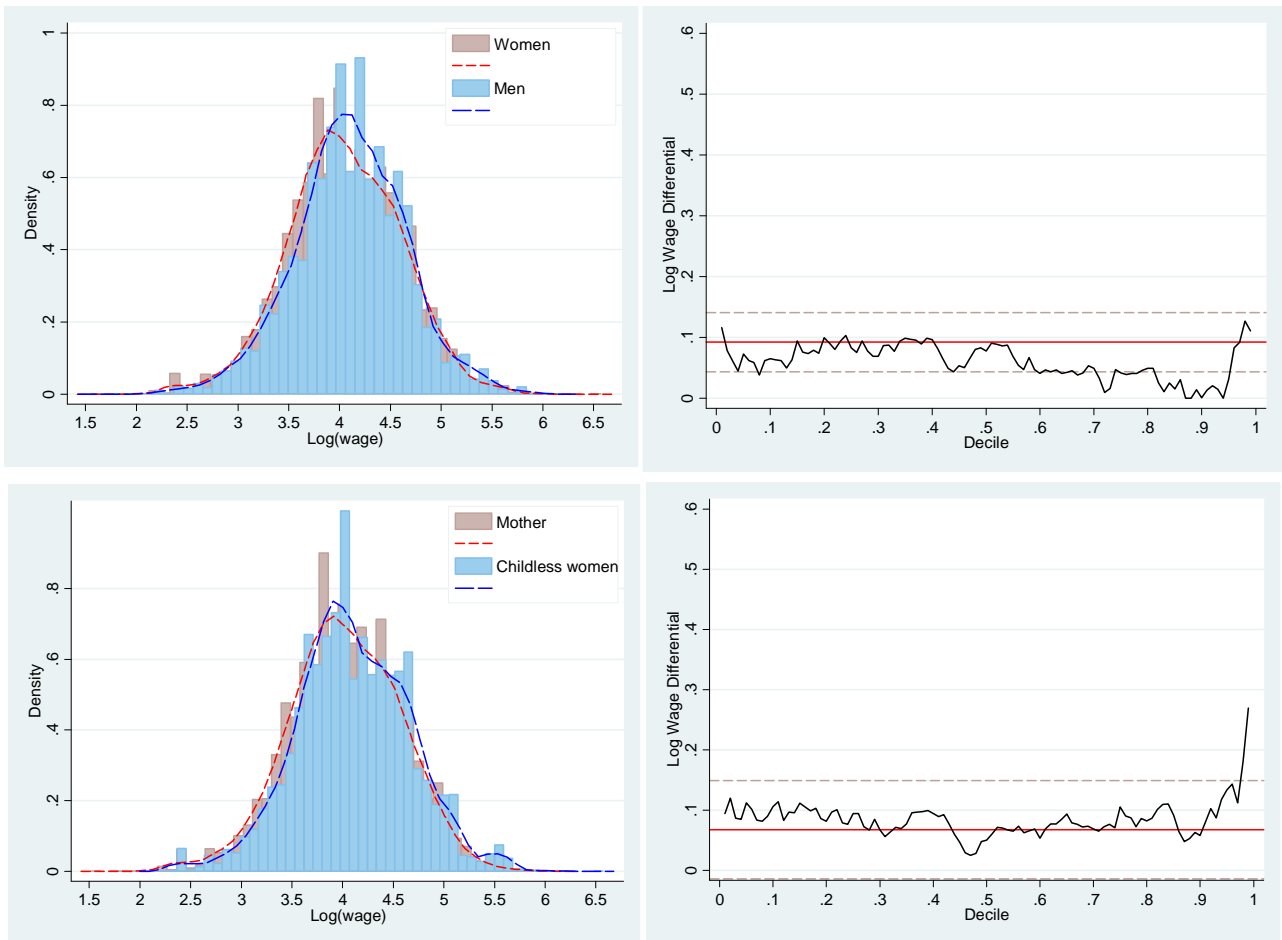 Density
0 .2 .4 .6 .8 1
1.5 2 2.5 3 3.5 4 4.5 5 5.5 6 6.5
Log(wage)
Women
Men
Log Wage Differential
0 .1 .2 .3 .4 .5 .6
0 .1 .2 .3 .4 .5 .6 .7 .8 .9 1
Decile
Density
0 .2 .4 .6 .8
1.5 2 2.5 3 3.5 4 4.5 5 5.5 6 6.5
Log(wage)
Mother
Childless women
Log Wage Differential
0 .1 .2 .3 .4 .5 .6
0 .1 .2 .3 .4 .5 .6 .7 .8 .9 1
Decile